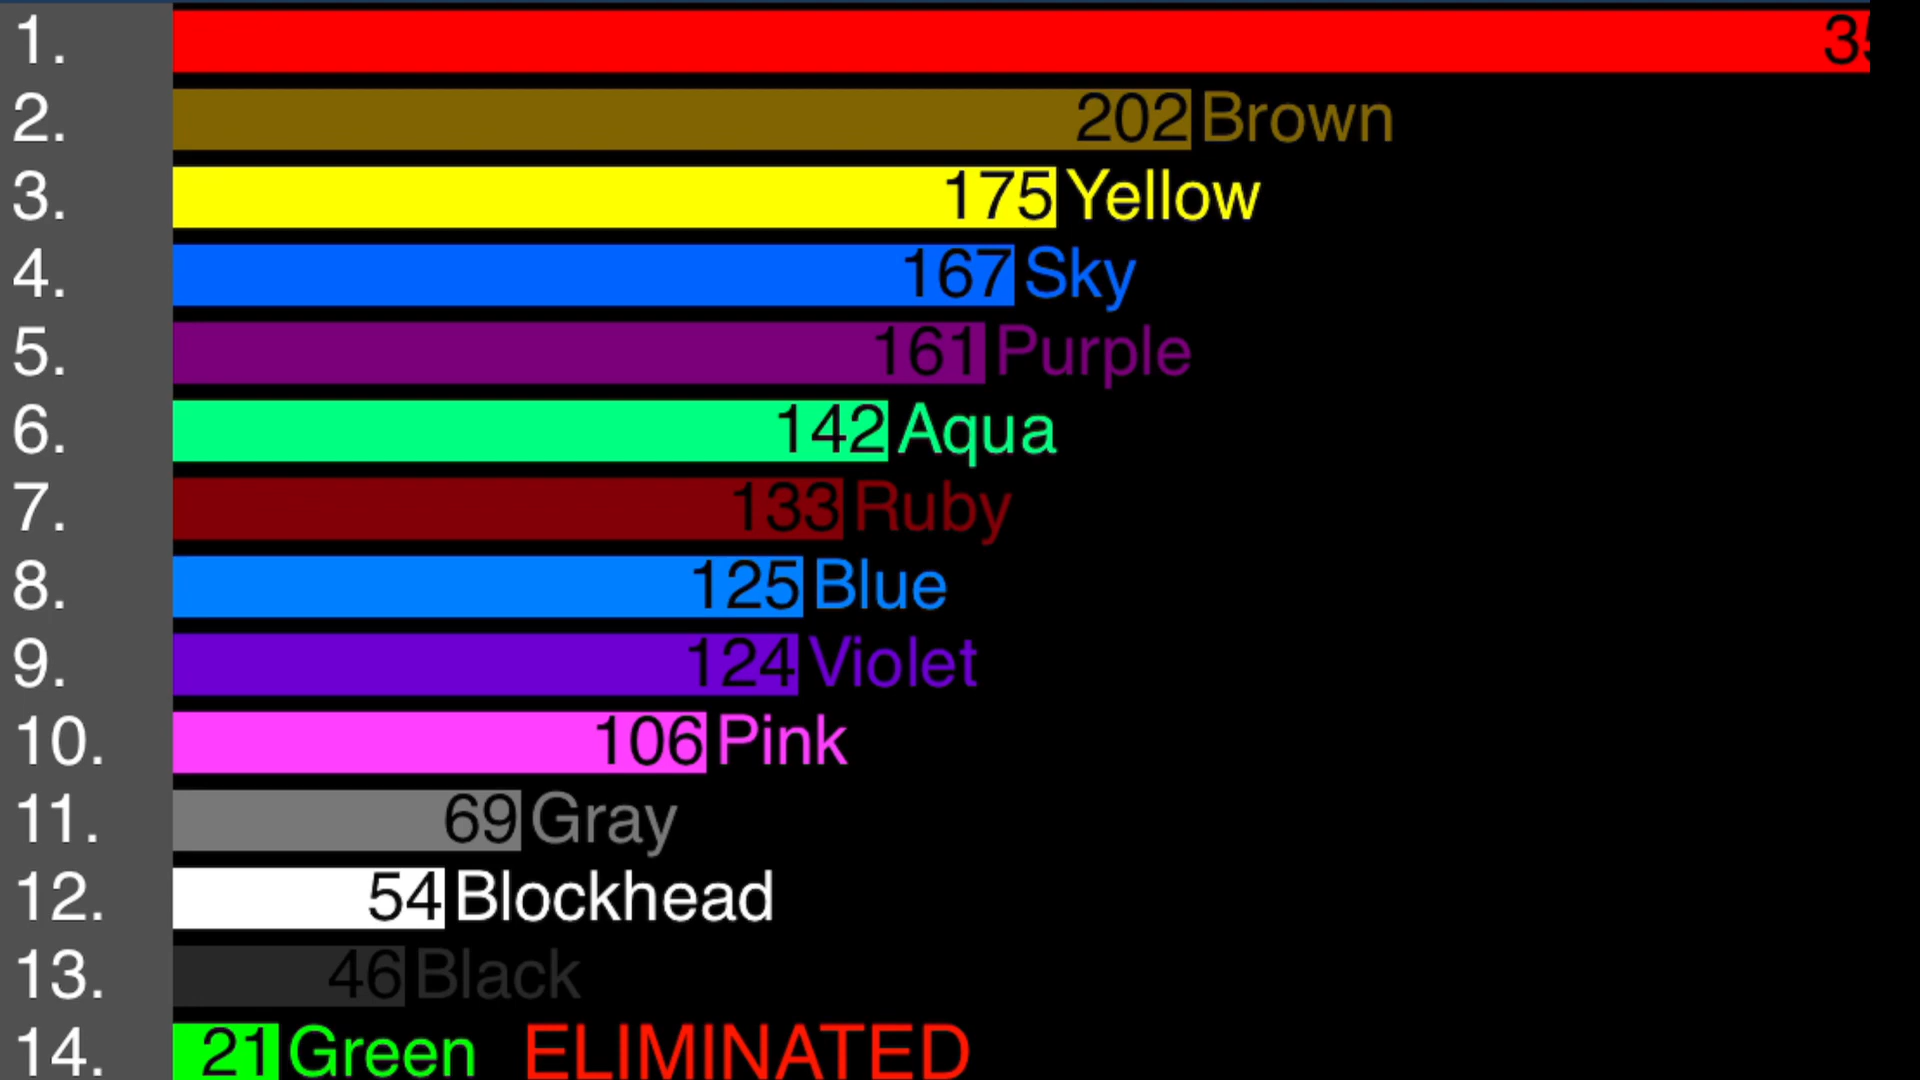 1.
2. 202 Brown
3. 175 Yellow
4. 167 Sky
5. 161 Purple
6. 142 Aqua
7. 133 Ruby
8. 125 Blue
9. 124 Violet
10. 106 Pink
11. 69 Gray
12. 54 Blockhead
13. 46 Black
14. 21 Green ELIMINATED